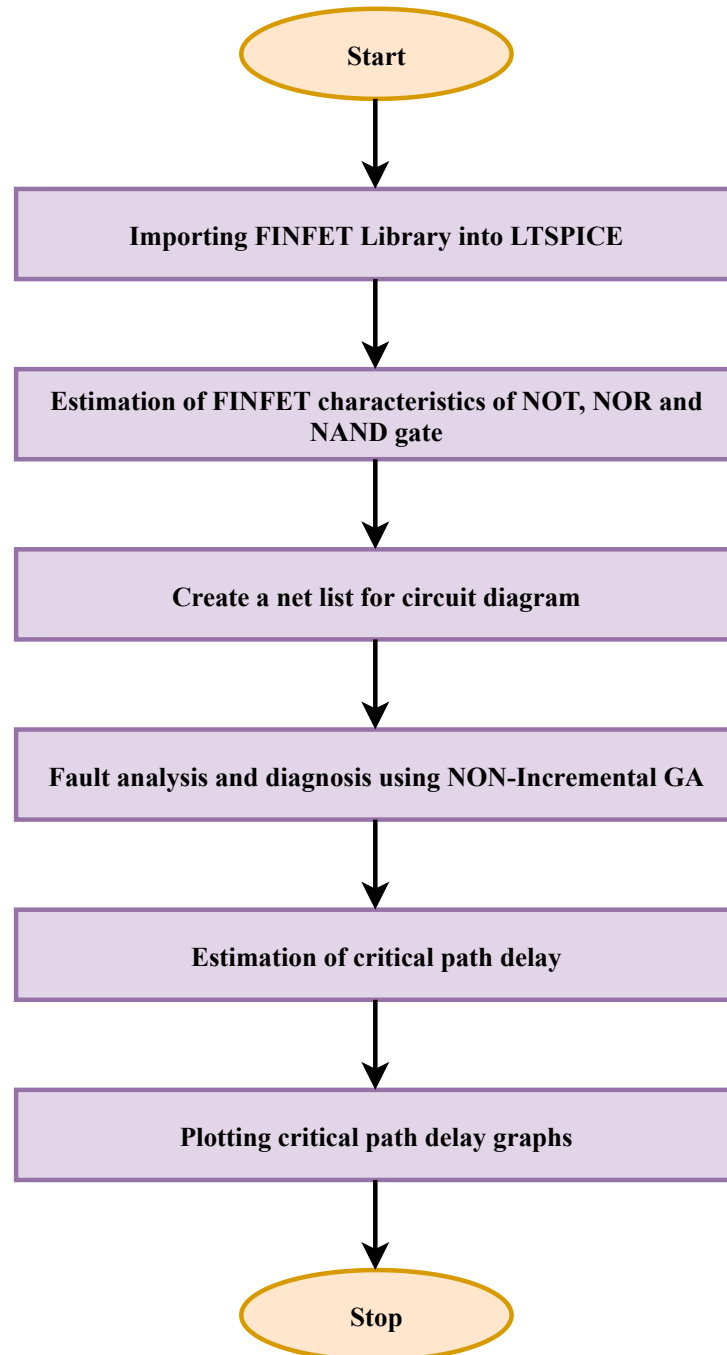 Start
Importing FINFET Library into LTSPICE
Estimation of FINFET characteristics of NOT, NOR and
NAND gate
Create a net list for circuit diagram
Fault analysis and diagnosis using NON-Incremental GA
Estimation of critical path delay
Plotting critical path delay graphs
Stop